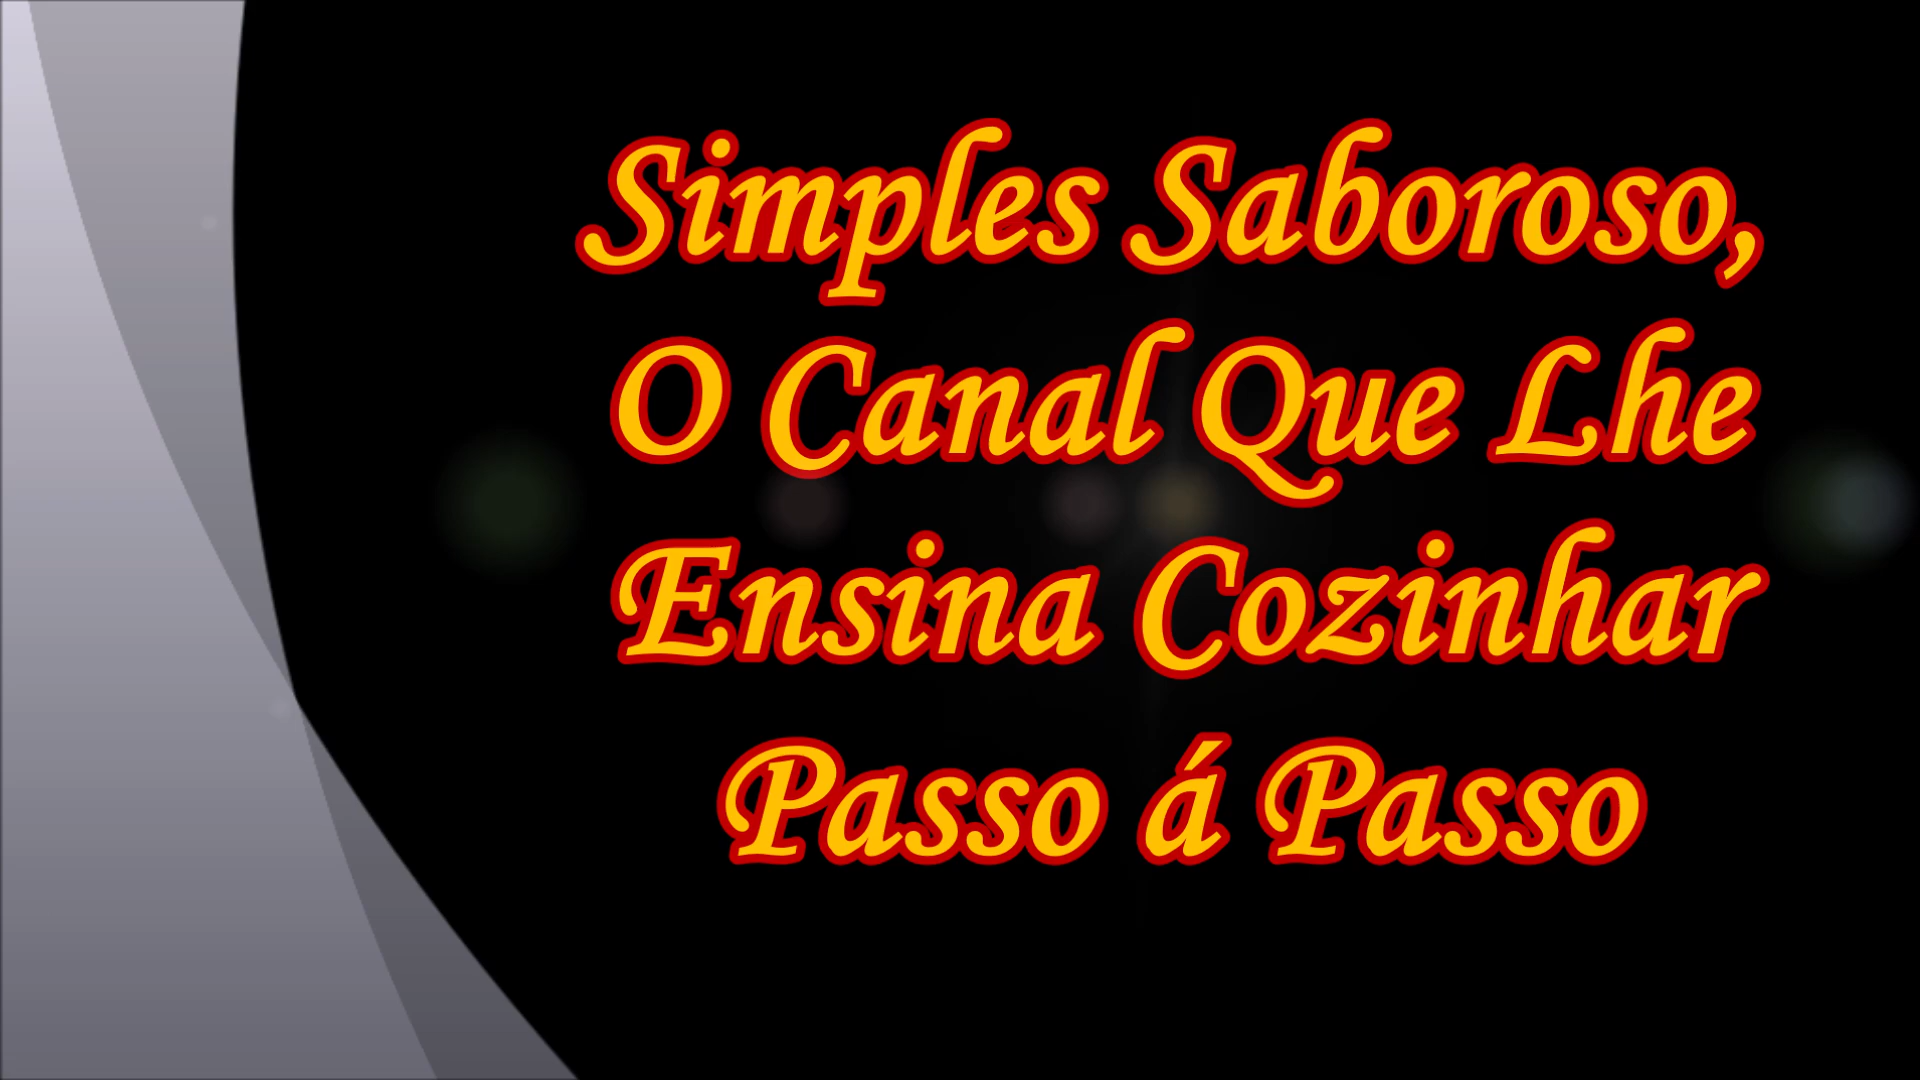 Simples Saboroso,
O Canal Que Lhe
Ensina Cozinhar
Passo á Passo